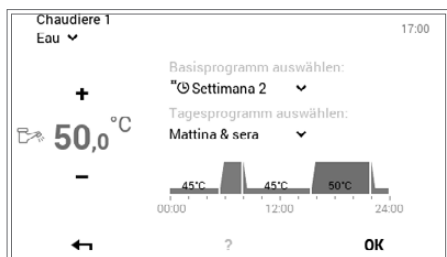 Chaudiere 1
17:00
Eau
Basisprogramm auswählen:
Settimana 2
+
Tagesprogramm auswählen:
50,0 °C
Mattina & sera
−
45°C 45°C 50°C
00:00 12:00 24:00
? OK